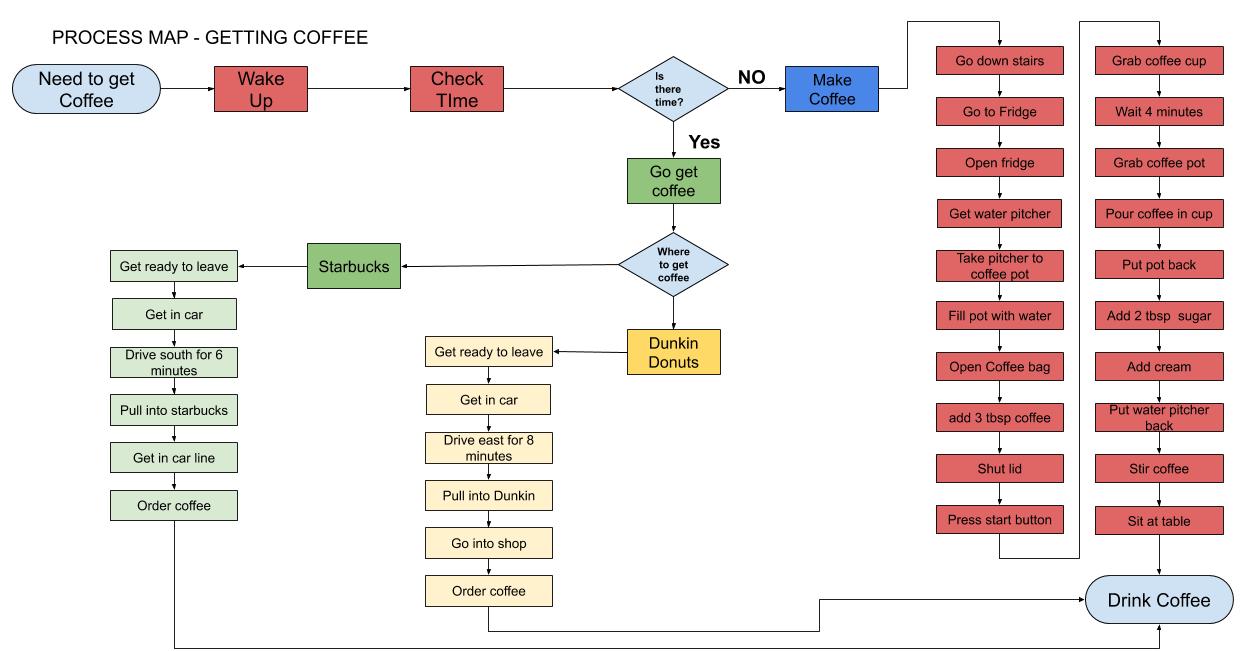 PROCESS MAP - GETTING COFFEE
Need to get
Coffee
Wake
Up
Check
TIme
Is
there
time?
NO
Make
Coffee
Yes
Go get
coffee
Where
to get
coffee
Starbucks
Get ready to leave
Get in car
Drive south for 6
minutes
Pull into starbucks
Get in car line
Order coffee
Dunkin
Donuts
Get ready to leave
Get in car
Drive east for 8
minutes
Pull into Dunkin
Go into shop
Order coffee
Go down stairs
Go to Fridge
Open fridge
Get water pitcher
Take pitcher to
coffee pot
Fill pot with water
Open Coffee bag
add 3 tbsp coffee
Shut lid
Press start button
Grab coffee cup
Wait 4 minutes
Grab coffee pot
Pour coffee in cup
Put pot back
Add 2 tbsp  sugar
Add cream
Put water pitcher
back
Stir coffee
Sit at table
Drink Coffee